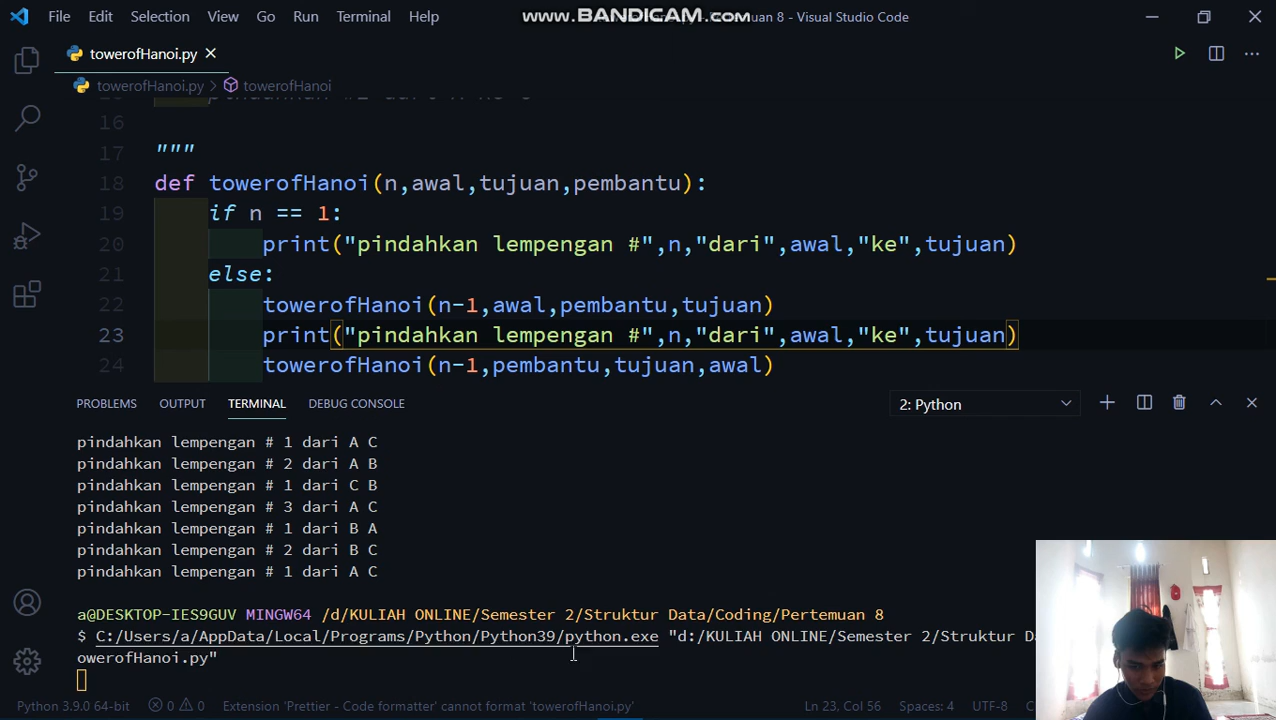 File Edit Selection View Go Run Terminal Help
www.BANDICAM.com
uan 8 - Visual Studio Code
towerofHanoi.py
towerofHanoi.py > towerofHanoi
16
17 """
18 def towerofHanoi(n,awal,tujuan,pembantu):
19 if n == 1:
20 print("pindahkan lempengan #",n,"dari",awal,"ke",tujuan)
21 else:
22 towerofHanoi(n-1,awal,pembantu,tujuan)
23 print("pindahkan lempengan #",n,"dari",awal,"ke",tujuan)
24 towerofHanoi(n-1,pembantu,tujuan,awal)
PROBLEMS OUTPUT TERMINAL DEBUG CONSOLE 2: Python
pindahkan lempengan # 1 dari A C
pindahkan lempengan # 2 dari A B
pindahkan lempengan # 1 dari C B
pindahkan lempengan # 3 dari A C
pindahkan lempengan # 1 dari B A
pindahkan lempengan # 2 dari B C
pindahkan lempengan # 1 dari A C
a@DESKTOP-IES9GUV MINGW64 /d/KULIAH ONLINE/Semester 2/Struktur Data/Coding/Pertemuan 8
$ C:/Users/a/AppData/Local/Programs/Python/Python39/python.exe "d:/KULIAH ONLINE/Semester 2/Struktur Da
owerofHanoi.py"
Python 3.9.0 64-bit 0 0 Extension 'Prettier - Code formatter' cannot format 'towerofHanoi.py' Ln 23, Col 56 Spaces: 4 UTF-8